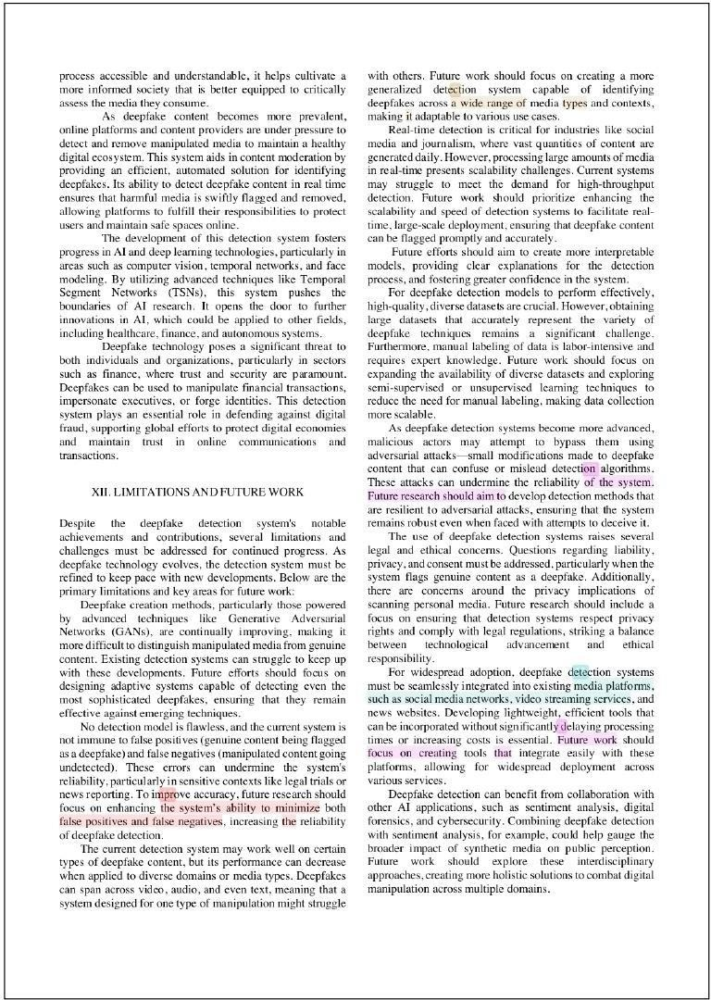 process accessible and understandable, it helps cultivate a
more informed society that is better equipped to critically
assess the media they consume.
As deepfake content becomes more prevalent,
online platforms and content providers are under pressure to
detect and remove manipulated media to maintain a healthy
digital ecosystem. This system aids in content moderation by
providing an efficient, automated solution for identifying
deepfakes. Its ability to detect deepfake content in real time
ensures that harmful media is swiftly flagged and removed,
allowing platforms to fulfill their responsibilities to protect
users and maintain safe spaces online.
The development of this detection system fosters
progress in AI and deep learning technologies, particularly in
areas such as computer vision, temporal networks, and face
modeling. By utilizing advanced techniques like Temporal
Segment Networks (TSNs), this system pushes the
boundaries of AI research. It opens the door to further
innovations in AI, which could be applied to other fields,
including healthcare, finance, and autonomous systems.
Deepfake technology poses a significant threat to
both individuals and organizations, particularly in sectors
such as finance, where trust and security are paramount.
Deepfakes can be used to manipulate financial transactions,
impersonate executives, or forge identities. This detection
system plays an essential role in defending against digital
fraud, supporting global efforts to protect digital economies
and maintain trust in online communications and
transactions.
XII. LIMITATIONS AND FUTURE WORK
Despite the deepfake detection system's notable
achievements and contributions, several limitations and
challenges must be addressed for continued progress. As
deepfake technology evolves, the detection system must be
refined to keep pace with new developments. Below are the
primary limitations and key areas for future work:
Deepfake creation methods, particularly those powered
by advanced techniques like Generative Adversarial
Networks (GANs), are continually improving, making it
more difficult to distinguish manipulated media from genuine
content. Existing detection systems can struggle to keep up
with these developments. Future efforts should focus on
designing adaptive systems capable of detecting even the
most sophisticated deepfakes, ensuring that they remain
effective against emerging techniques.
No detection model is flawless, and the current system is
not immune to false positives (genuine content being flagged
as a deepfake) and false negatives (manipulated content going
undetected). These errors can undermine the system's
reliability, particularly in sensitive contexts like legal trials or
news reporting. To improve accuracy, future research should
focus on enhancing the system's ability to minimize both
false positives and false negatives, increasing the reliability
of deepfake detection.
The current detection system may work well on certain
types of deepfake content, but its performance can decrease
when applied to diverse domains or media types. Deepfakes
can span across video, audio, and even text, meaning that a
system designed for one type of manipulation might struggle
with others. Future work should focus on creating a more
generalized detection system capable of identifying
deepfakes across a wide range of media types and contexts,
making it adaptable to various use cases.
Real-time detection is critical for industries like social
media and journalism, where vast quantities of content are
generated daily. However, processing large amounts of media
in real-time presents scalability challenges. Current systems
may struggle to meet the demand for high-throughput
detection. Future work should prioritize enhancing the
scalability and speed of detection systems to facilitate real-
time, large-scale deployment, ensuring that deepfake content
can be flagged promptly and accurately.
Future efforts should aim to create more interpretable
models, providing clear explanations for the detection
process, and fostering greater confidence in the system.
For deepfake detection models to perform effectively,
high-quality, diverse datasets are crucial. However, obtaining
large datasets that accurately represent the variety of
deepfake techniques remains a significant challenge.
Furthermore, manual labeling of data is labor-intensive and
requires expert knowledge. Future work should focus on
expanding the availability of diverse datasets and exploring
semi-supervised or unsupervised learning techniques to
reduce the need for manual labeling, making data collection
more scalable.
As deepfake detection systems become more advanced,
malicious actors may attempt to bypass them using
adversarial attacks—small modifications made to deepfake
content that can confuse or mislead detection algorithms.
These attacks can undermine the reliability of the system.
Future research should aim to develop detection methods that
are resilient to adversarial attacks, ensuring that the system
remains robust even when faced with attempts to deceive it.
The use of deepfake detection systems raises several
legal and ethical concerns. Questions regarding liability,
privacy, and consent must be addressed, particularly when the
system flags genuine content as a deepfake. Additionally,
there are concerns around the privacy implications of
scanning personal media. Future research should include a
focus on ensuring that detection systems respect privacy
rights and comply with legal regulations, striking a balance
between technological advancement and ethical
responsibility.
For widespread adoption, deepfake detection systems
must be seamlessly integrated into existing media platforms,
such as social media networks, video streaming services, and
news websites. Developing lightweight, efficient tools that
can be incorporated without significantly delaying processing
times or increasing costs is essential. Future work should
focus on creating tools that integrate easily with these
platforms, allowing for widespread deployment across
various services.
Deepfake detection can benefit from collaboration with
other AI applications, such as sentiment analysis, digital
forensics, and cybersecurity. Combining deepfake detection
with sentiment analysis, for example, could help gauge the
broader impact of synthetic media on public perception.
Future work should explore these interdisciplinary
approaches, creating more holistic solutions to combat digital
manipulation across multiple domains.